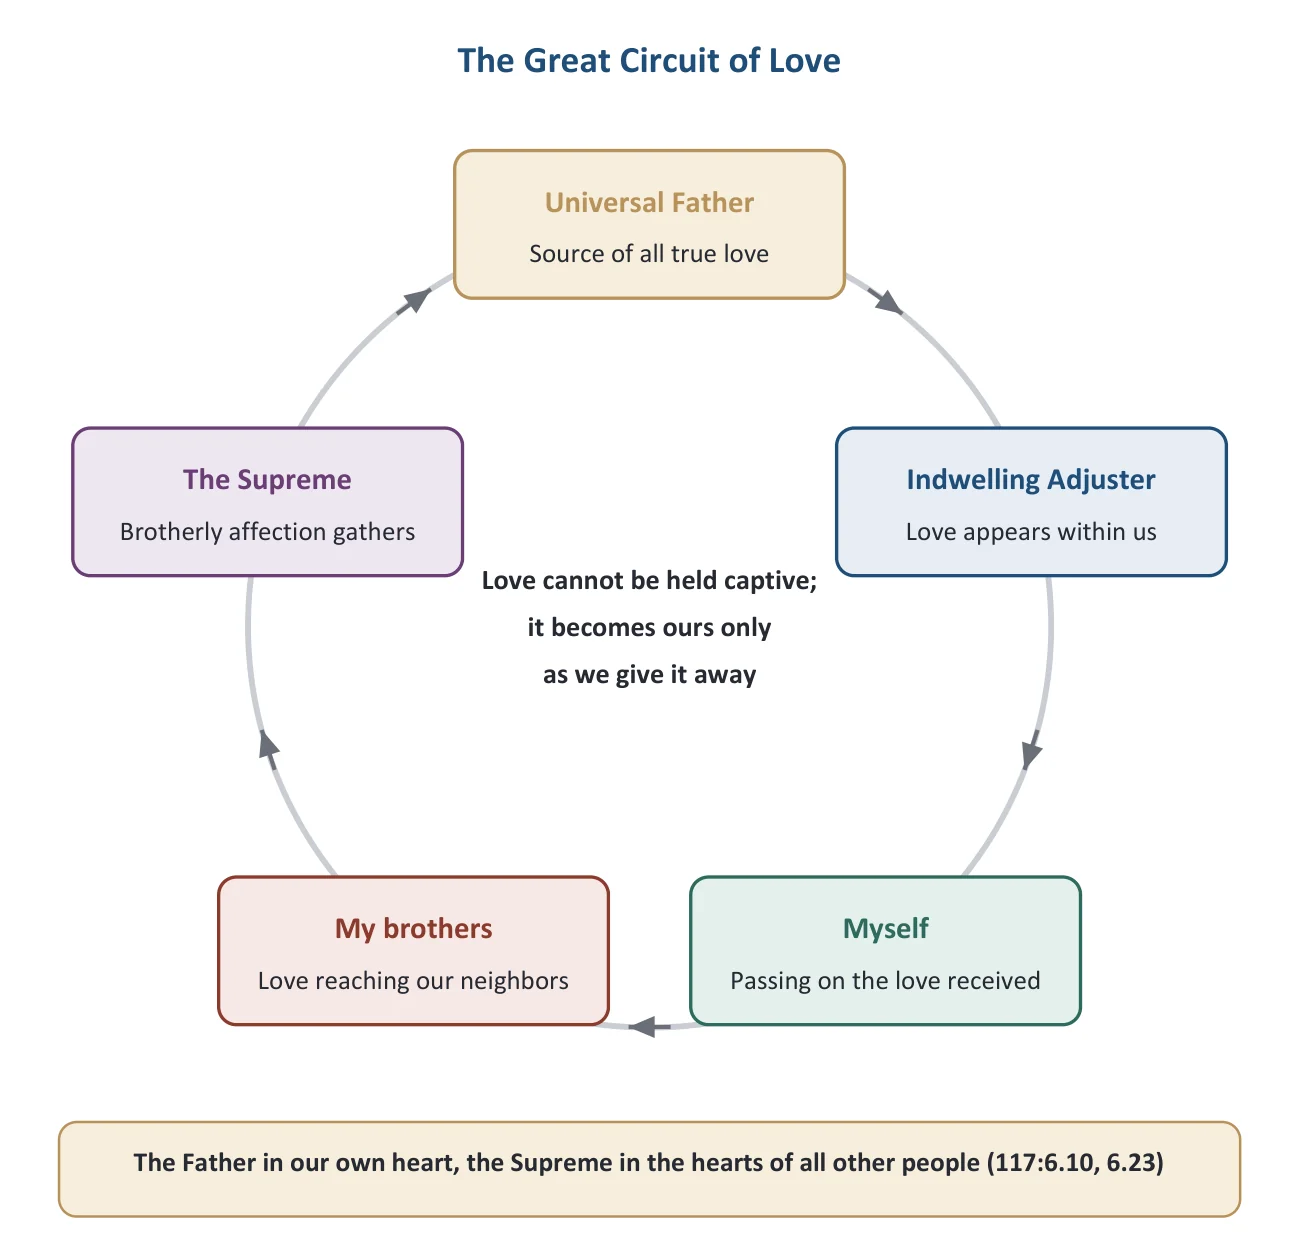 The Great Circuit of Love
Universal Father
Source of all true love
The Supreme
Brotherly affection gathers
Indwelling Adjuster
Love appears within us
Love cannot be held captive;
it becomes ours only
as we give it away
My brothers
Love reaching our neighbors
Myself
Passing on the love received
The Father in our own heart, the Supreme in the hearts of all other people (117:6.10, 6.23)